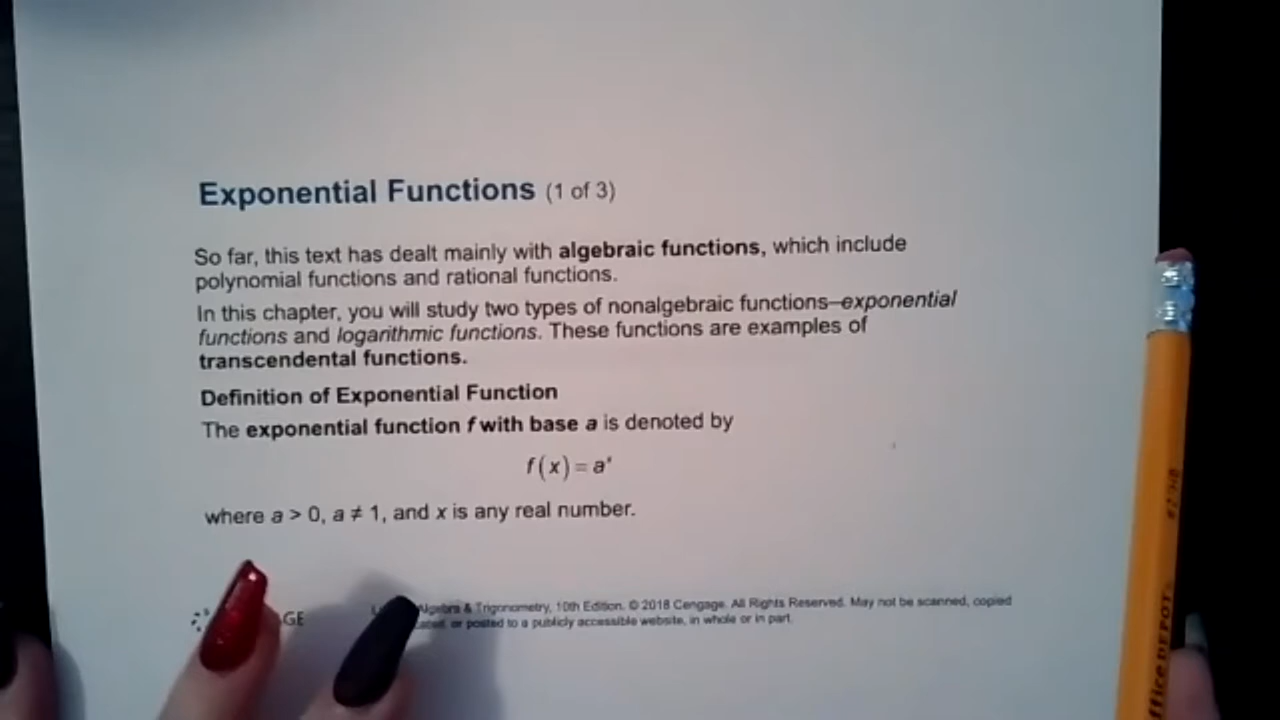 Exponential Functions (1 of 3)
So far, this text has dealt mainly with algebraic functions, which include
polynomial functions and rational functions.
In this chapter, you will study two types of nonalgebraic functions–exponential
functions and logarithmic functions. These functions are examples of
transcendental functions.
Definition of Exponential Function
The exponential function f with base a is denoted by
f(x) = aˣ
where a > 0, a ≠ 1, and x is any real number.
GE
Algebra & Trigonometry, 10th Edition. © 2018 Cengage. All Rights Reserved. May not be scanned, copied
or posted to a publicly accessible website, in whole or in part.
ffice DEPOT